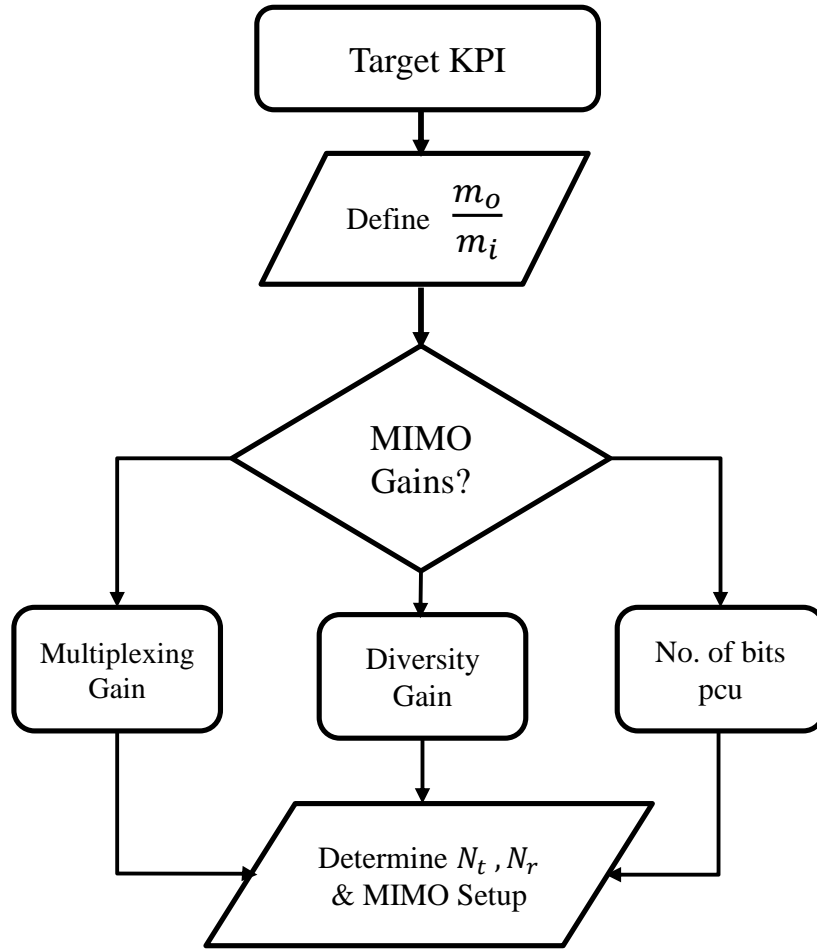 Target KPI
Define m_o/m_i
MIMO
Gains?
Multiplexing
Gain
Diversity
Gain
No. of bits
pcu
Determine N_t , N_r
& MIMO Setup